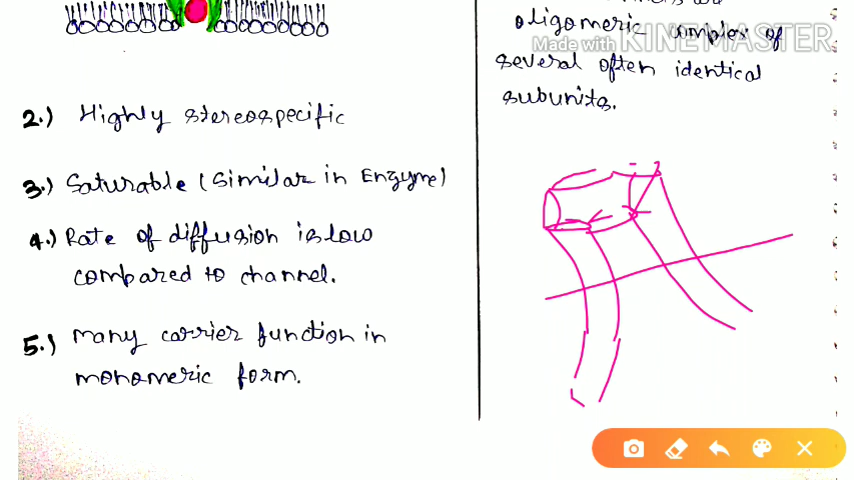 2.) Highly stereospecific
3.) Saturable (Similar in Enzyme)
4.) Rate of diffusion is low
compared to channel.
5.) Many carrier function in
monomeric form.
oligomeric complex of
several often identical
subunits.
Made with KINEMASTER